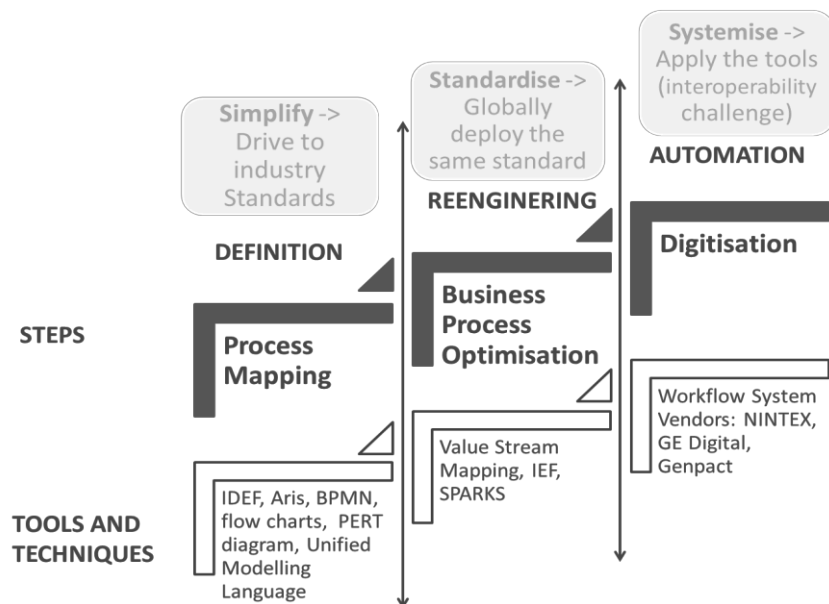 Systemise ->
Apply the tools
(interoperability
challenge)
Standardise ->
Globally
deploy the
same standard
Simplify ->
Drive to
industry
Standards
AUTOMATION
REENGINERING
DEFINITION
STEPS
Process
Mapping
Business
Process
Optimisation
Digitisation
TOOLS AND
TECHNIQUES
IDEF, Aris, BPMN,
flow charts, PERT
diagram, Unified
Modelling
Language
Value Stream
Mapping, IEF,
SPARKS
Workflow System
Vendors: NINTEX,
GE Digital,
Genpact